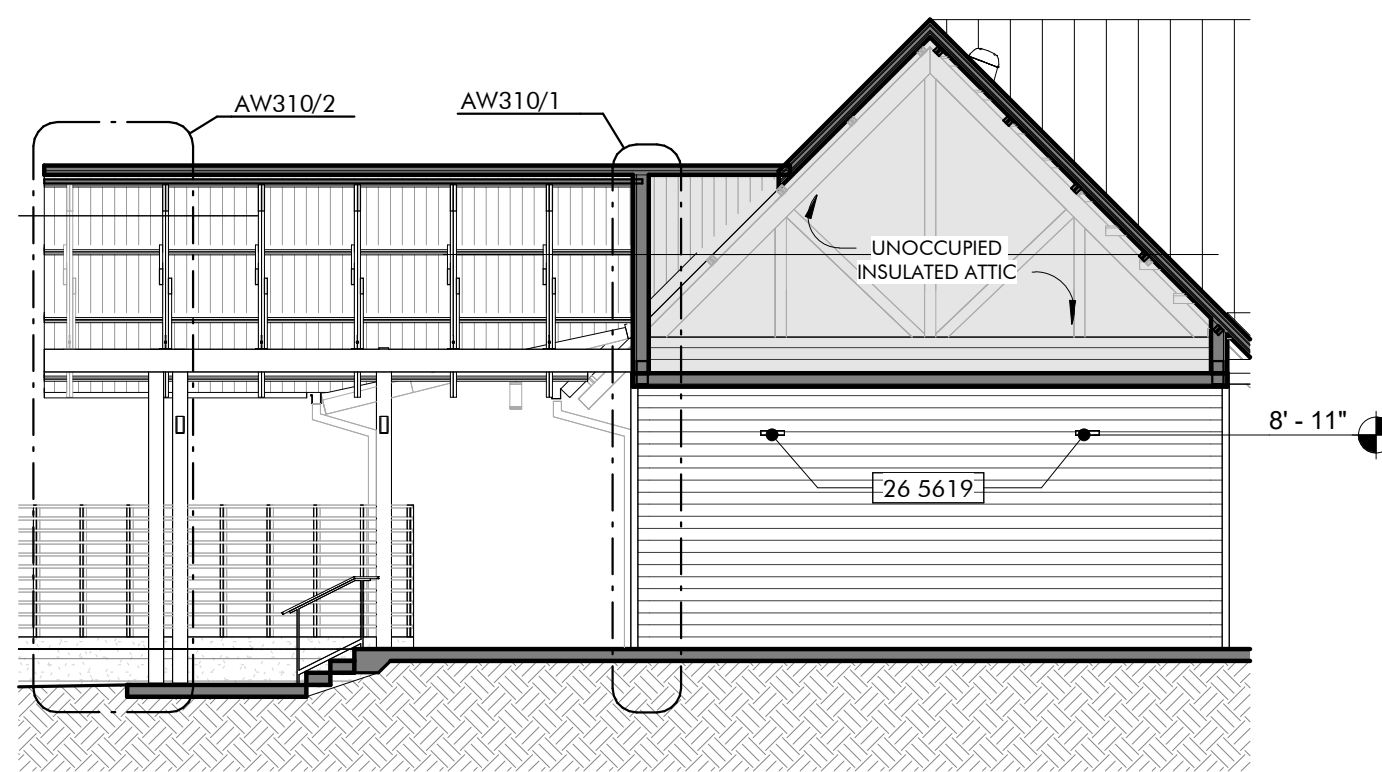 AW310/2
AW310/1
UNOCCUPIED
INSULATED ATTIC
8' - 11"
26 5619